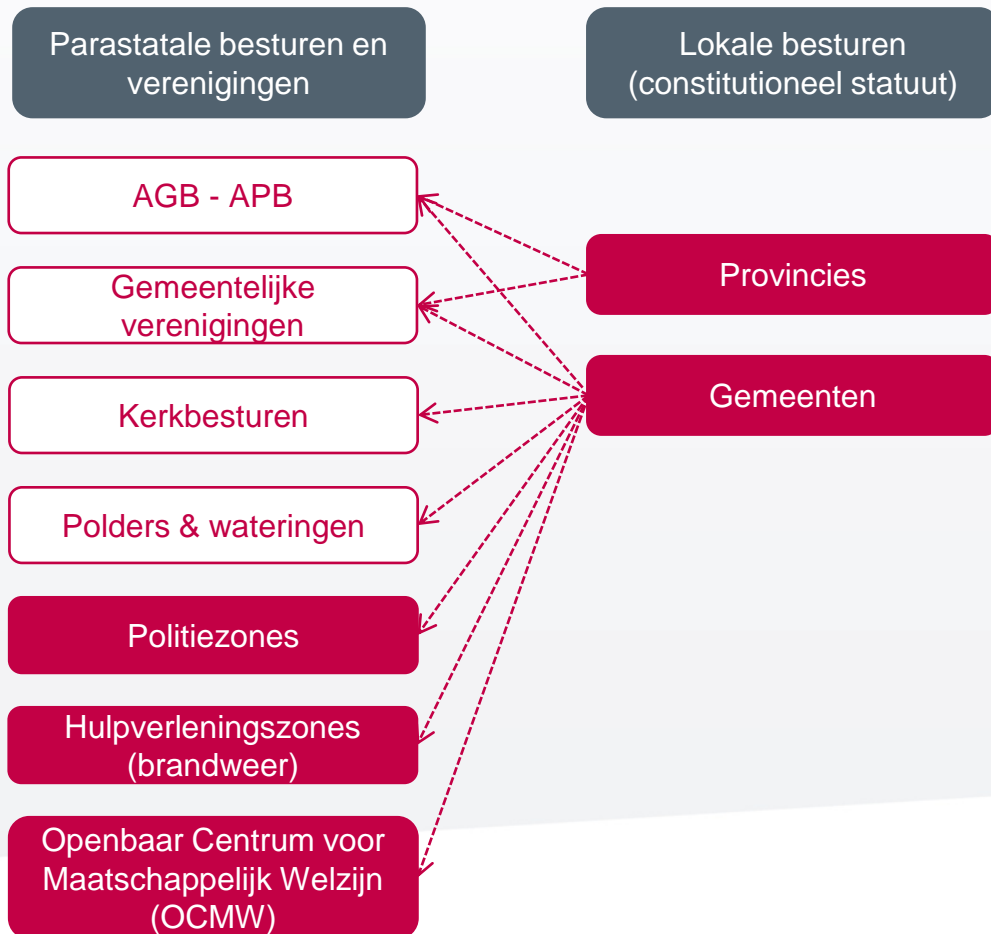 Parastatale besturen en
verenigingen
Lokale besturen
(constitutioneel statuut)
AGB - APB
Gemeentelijke
verenigingen
Kerkbesturen
Polders & wateringen
Politiezones
Hulpverleningszones
(brandweer)
Openbaar Centrum voor
Maatschappelijk Welzijn
(OCMW)
Provincies
Gemeenten